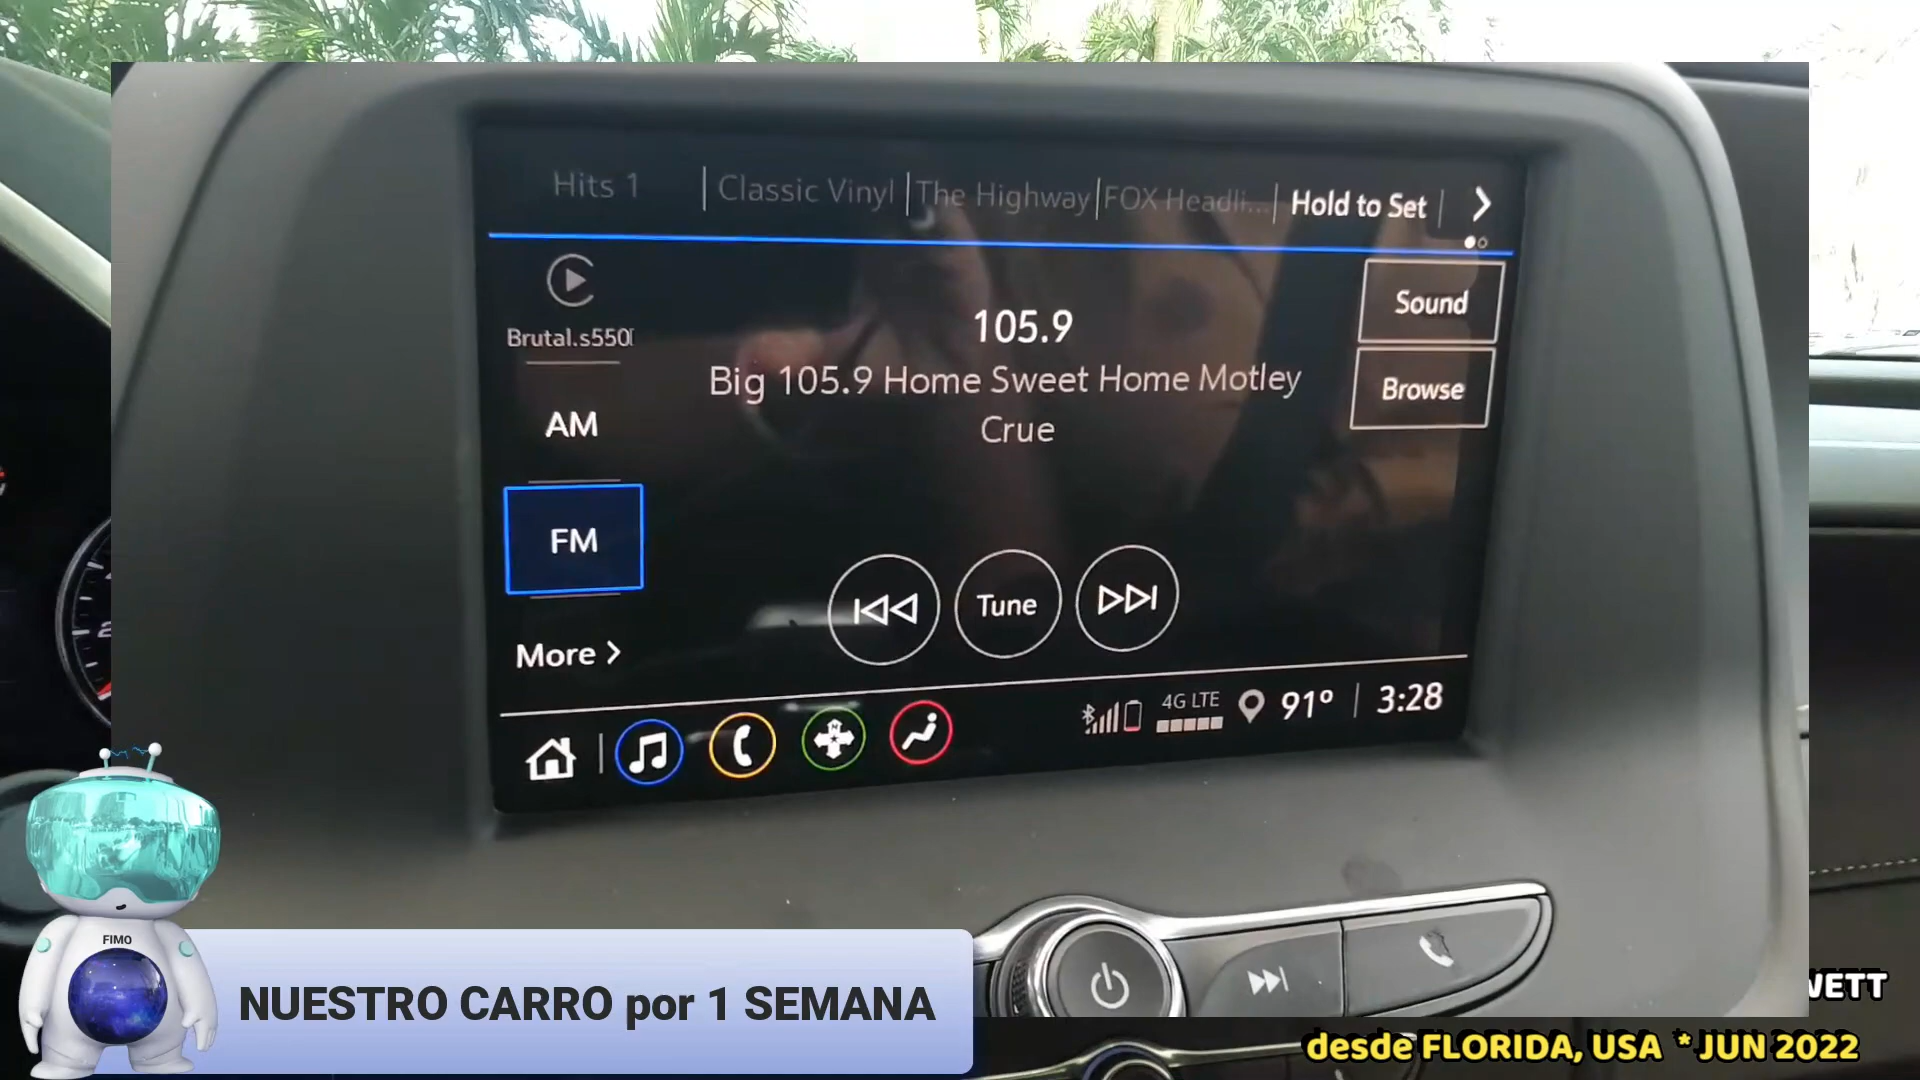 Hits 1
Classic Vinyl
The Highway
FOX Headli...
Hold to Set
Brutal.s550
AM
FM
More
105.9
Big 105.9 Home Sweet Home Motley
Crue
Sound
Browse
Tune
4G LTE
91°
3:28
FIMO
NUESTRO CARRO por 1 SEMANA
desde FLORIDA, USA * JUN 2022